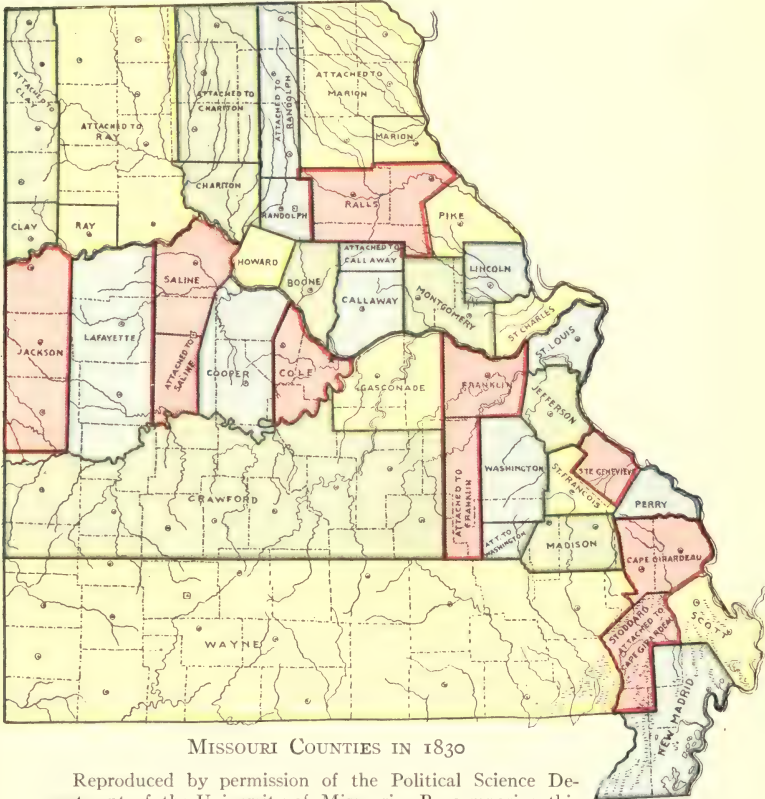 ATTACHED TO
CLAY
ATTACHED TO
RAY
ATTACHED TO
CHARITON
ATTACHED TO
RANDOLPH
ATTACHED TO
MARION
MARION
CHARITON
RANDOLPH
RALLS
PIKE
CLAY
RAY
HOWARD
BOONE
ATTACHED TO
CALLAWAY
CALLAWAY
MONTGOMERY
LINCOLN
ST CHARLES
ST. LOUIS
JACKSON
LAFAYETTE
SALINE
ATTACHED TO
SALINE
COOPER
COLE
GASCONADE
FRANKLIN
JEFFERSON
CRAWFORD
ATTACHED TO
FRANKLIN
WASHINGTON
ATT. TO
WASHINGTON
ST FRANCOIS
STE GENEVIEVE
PERRY
MADISON
CAPE GIRARDEAU
WAYNE
STODDARD
ATTACHED TO
CAPE GIRARDEAU
SCOTT
NEW MADRID
MISSOURI COUNTIES IN 1830
Reproduced by permission of the Political Science De-